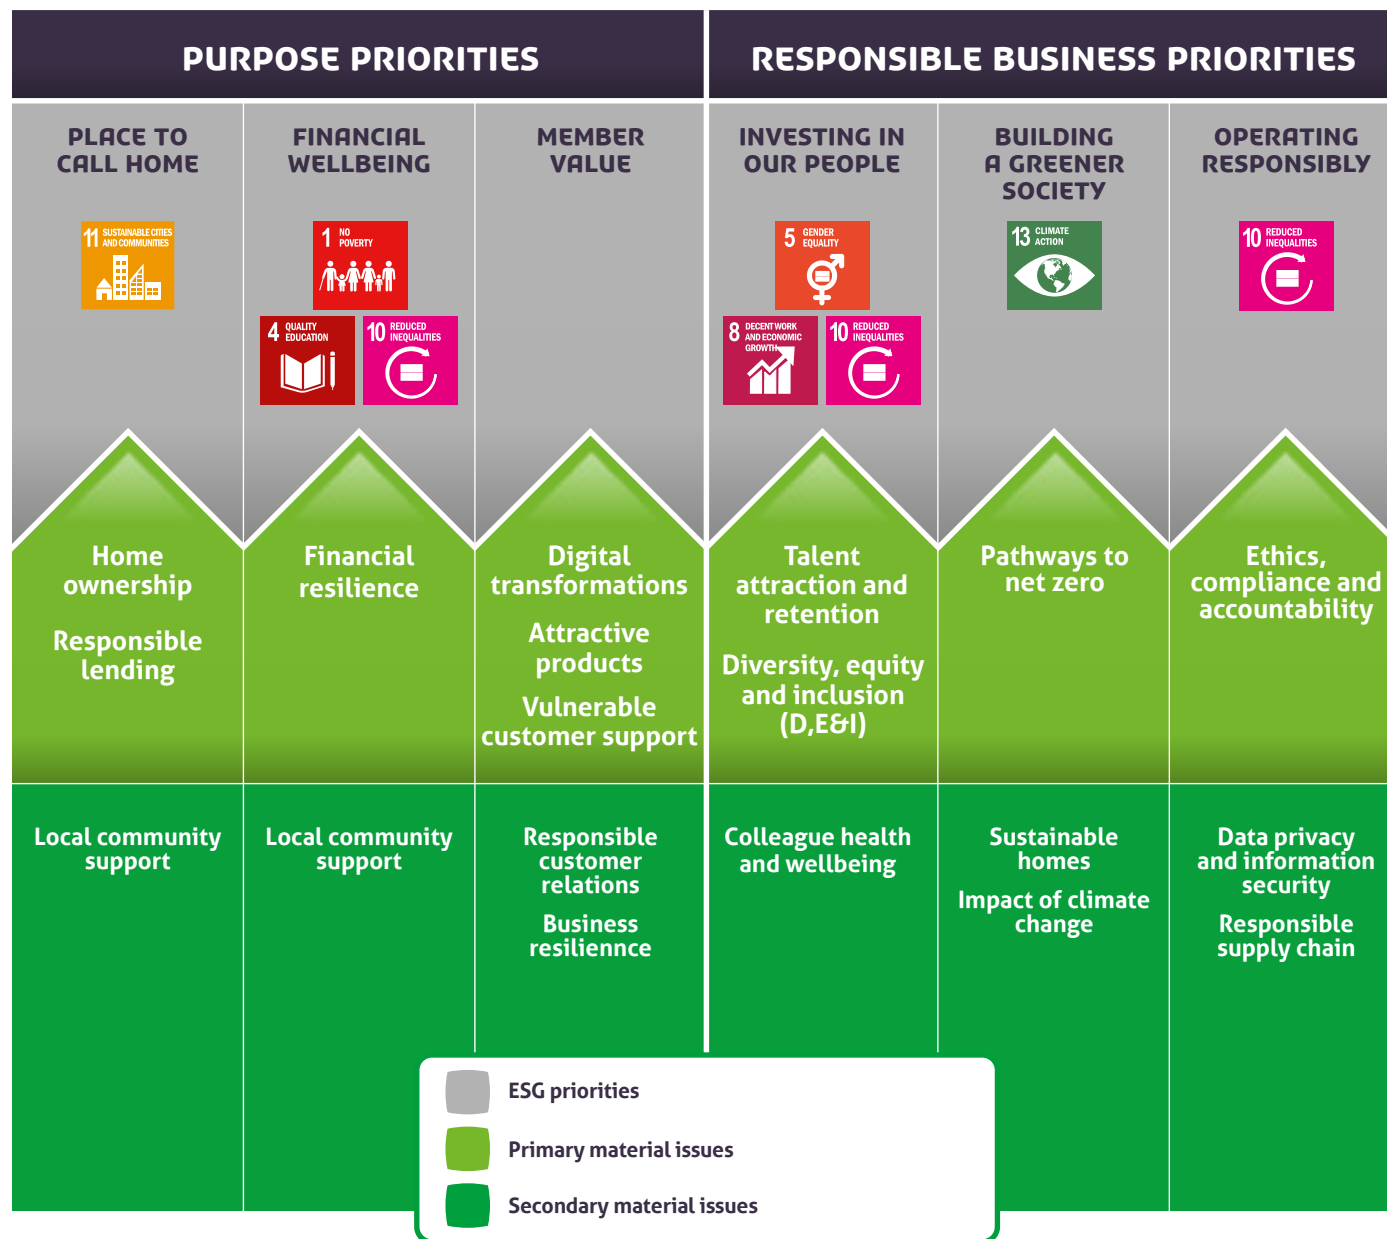 PURPOSE PRIORITIES
RESPONSIBLE BUSINESS PRIORITIES
PLACE TO
CALL HOME
FINANCIAL
WELLBEING
MEMBER
VALUE
INVESTING IN
OUR PEOPLE
BUILDING
A GREENER
SOCIETY
OPERATING
RESPONSIBLY
11 SUSTAINABLE CITIES
AND COMMUNITIES
1 NO
POVERTY
4 QUALITY
EDUCATION
10 REDUCED
INEQUALITIES
5 GENDER
EQUALITY
8 DECENT WORK
AND ECONOMIC
GROWTH
10 REDUCED
INEQUALITIES
13 CLIMATE
ACTION
10 REDUCED
INEQUALITIES
Home
ownership
Responsible
lending
Financial
resilience
Digital
transformations
Attractive
products
Vulnerable
customer support
Talent
attraction and
retention
Diversity, equity
and inclusion
(D,E&I)
Pathways to
net zero
Ethics,
compliance and
accountability
Local community
support
Local community
support
Responsible
customer
relations
Business
resiliennce
Colleague health
and wellbeing
Sustainable
homes
Impact of climate
change
Data privacy
and information
security
Responsible
supply chain
ESG priorities
Primary material issues
Secondary material issues